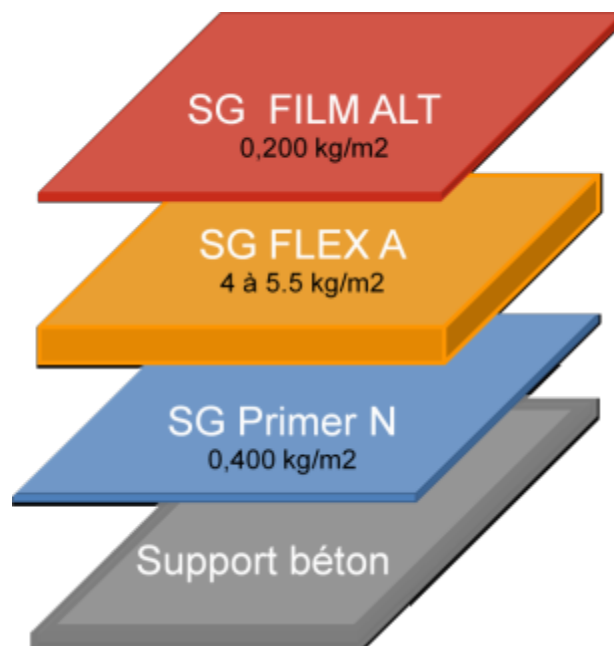 SG FILM ALT
0,200 kg/m2
SG FLEX A
4 à 5.5 kg/m2
SG Primer N
0,400 kg/m2
Support béton